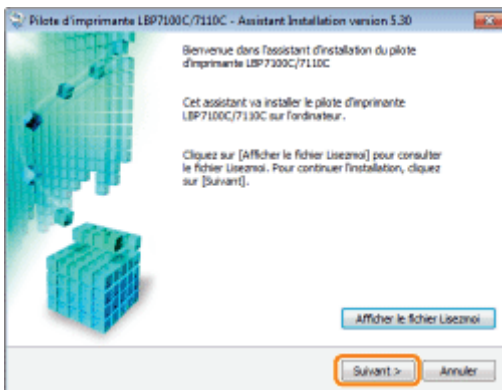 Pilote d'imprimante LBP7100C/7110C - Assistant Installation version 5.30
Bienvenue dans l'assistant d'installation du pilote
d'imprimante LBP7100C/7110C
Cet assistant va installer le pilote d'imprimante
LBP7100C/7110C sur l'ordinateur.
Cliquez sur [Afficher le fichier Lisezmoi] pour consulter
le fichier Lisezmoi. Pour continuer l'installation, cliquez
sur [Suivant].
Afficher le fichier Lisezmoi
Suivant >
Annuler